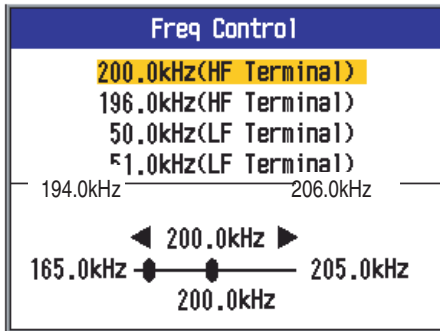 Freq Control
200.0kHz(HF Terminal)
196.0kHz(HF Terminal)
50.0kHz(LF Terminal)
51.0kHz(LF Terminal)
194.0kHz 206.0kHz
◀ 200.0kHz ▶
165.0kHz 205.0kHz
200.0kHz